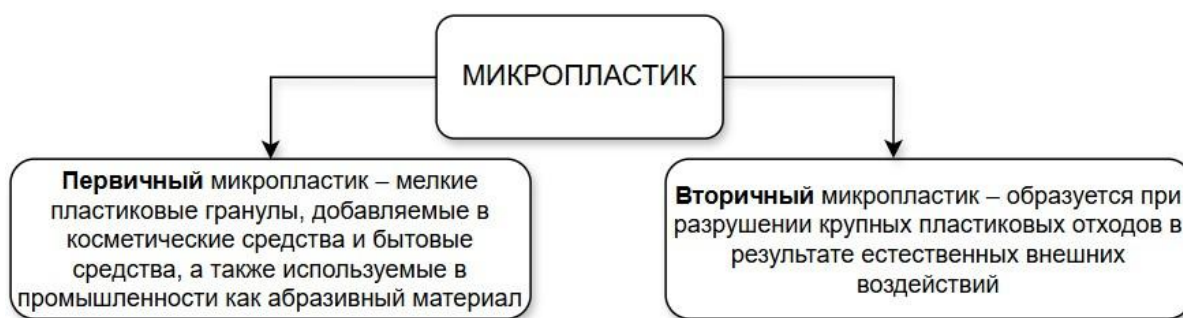 МИКРОПЛАСТИК
Первичный микропластик – мелкие
пластиковые гранулы, добавляемые в
косметические средства и бытовые
средства, а также используемые в
промышленности как абразивный материал
Вторичный микропластик – образуется при
разрушении крупных пластиковых отходов в
результате естественных внешних
воздействий